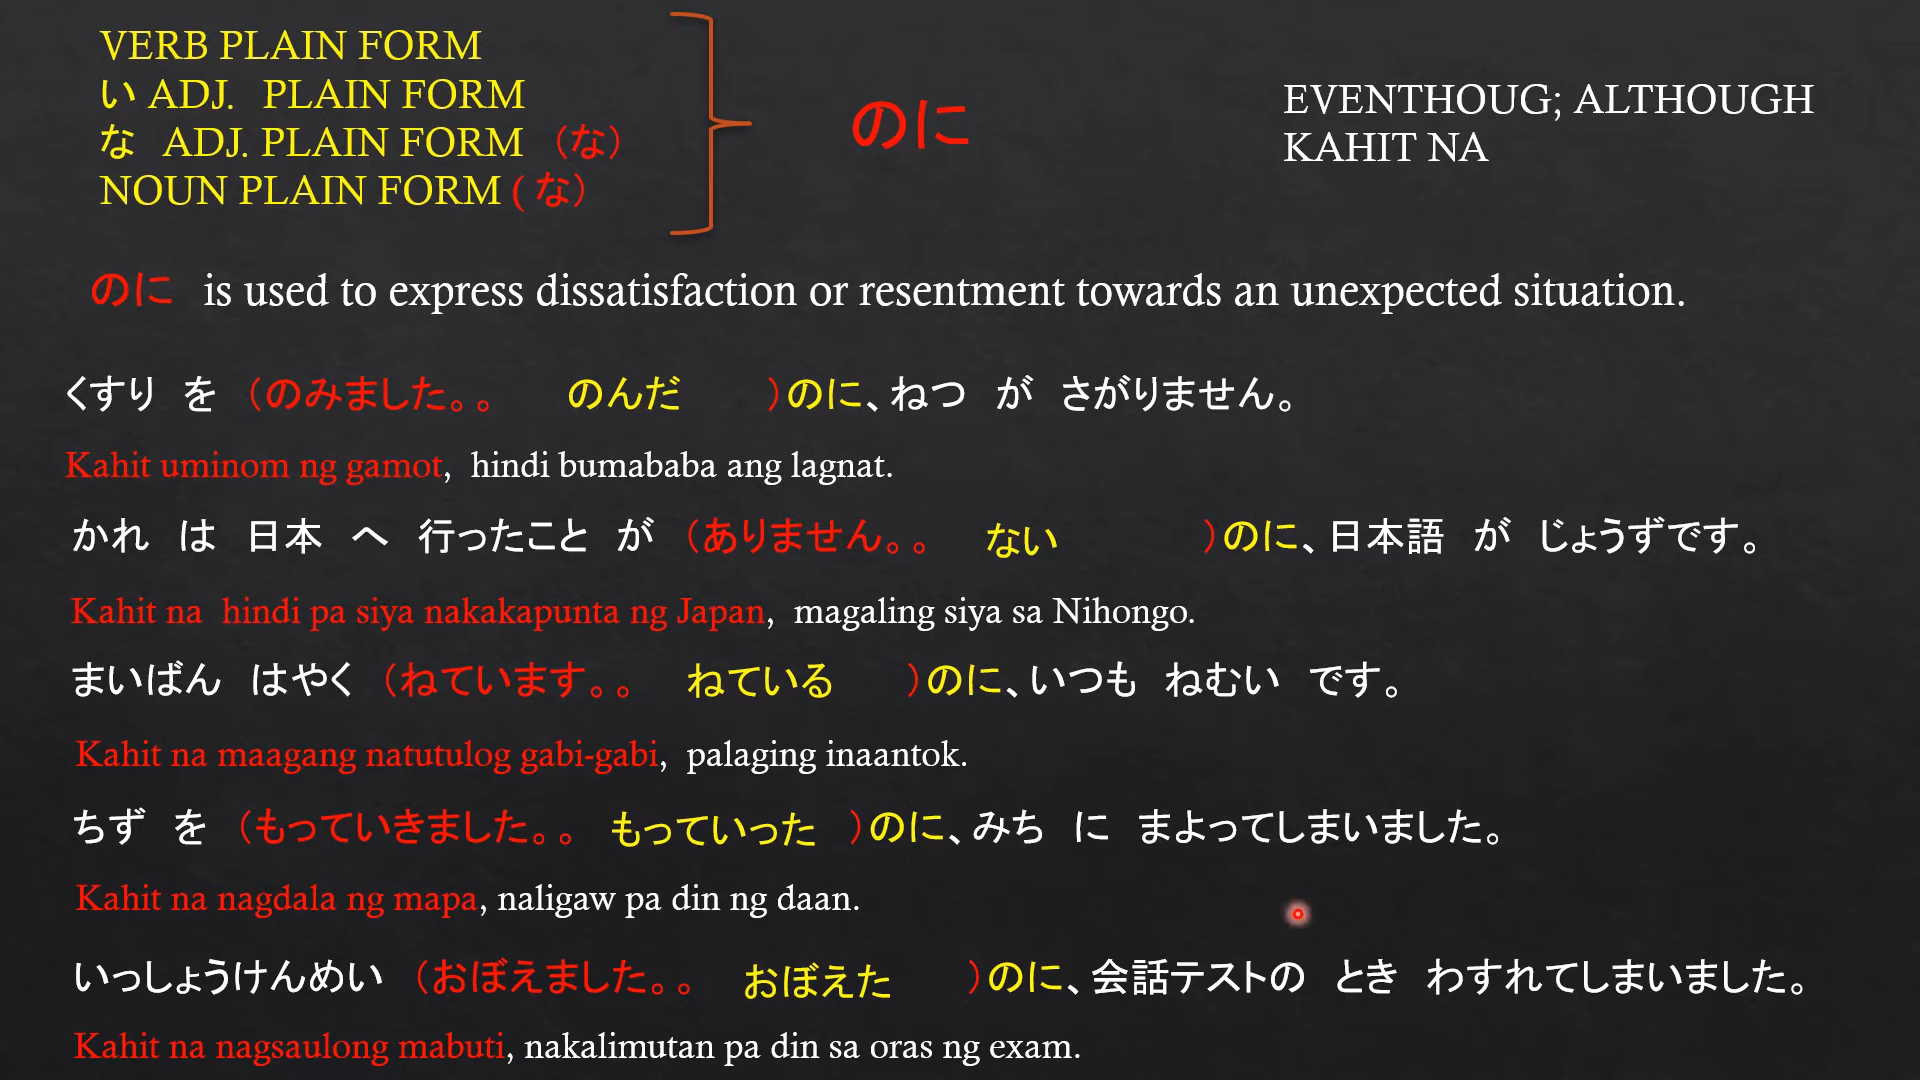 VERB PLAIN FORM
い ADJ. PLAIN FORM
な ADJ. PLAIN FORM （な）
NOUN PLAIN FORM ( な）
のに
EVENTHOUG; ALTHOUGH
KAHIT NA
のに is used to express dissatisfaction or resentment towards an unexpected situation.
くすり を （のみました。。 のんだ ）のに、ねつ が さがりません。
Kahit uminom ng gamot, hindi bumababa ang lagnat.
かれ は 日本 へ 行ったこと が （ありません。。 ない ）のに、日本語 が じょうずです。
Kahit na hindi pa siya nakakapunta ng Japan, magaling siya sa Nihongo.
まいばん はやく （ねています。。 ねている ）のに、いつも ねむい です。
Kahit na maagang natutulog gabi-gabi, palaging inaantok.
ちず を （もっていきました。。 もっていった ）のに、みち に まよってしまいました。
Kahit na nagdala ng mapa, naligaw pa din ng daan.
いっしょうけんめい （おぼえました。。 おぼえた ）のに、会話テストの とき わすれてしまいました。
Kahit na nagsaulong mabuti, nakalimutan pa din sa oras ng exam.